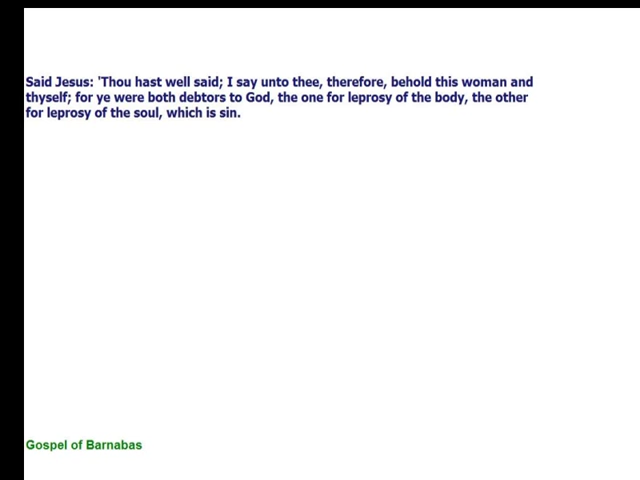 Said Jesus: 'Thou hast well said; I say unto thee, therefore, behold this woman and
thyself; for ye were both debtors to God, the one for leprosy of the body, the other
for leprosy of the soul, which is sin.
Gospel of Barnabas